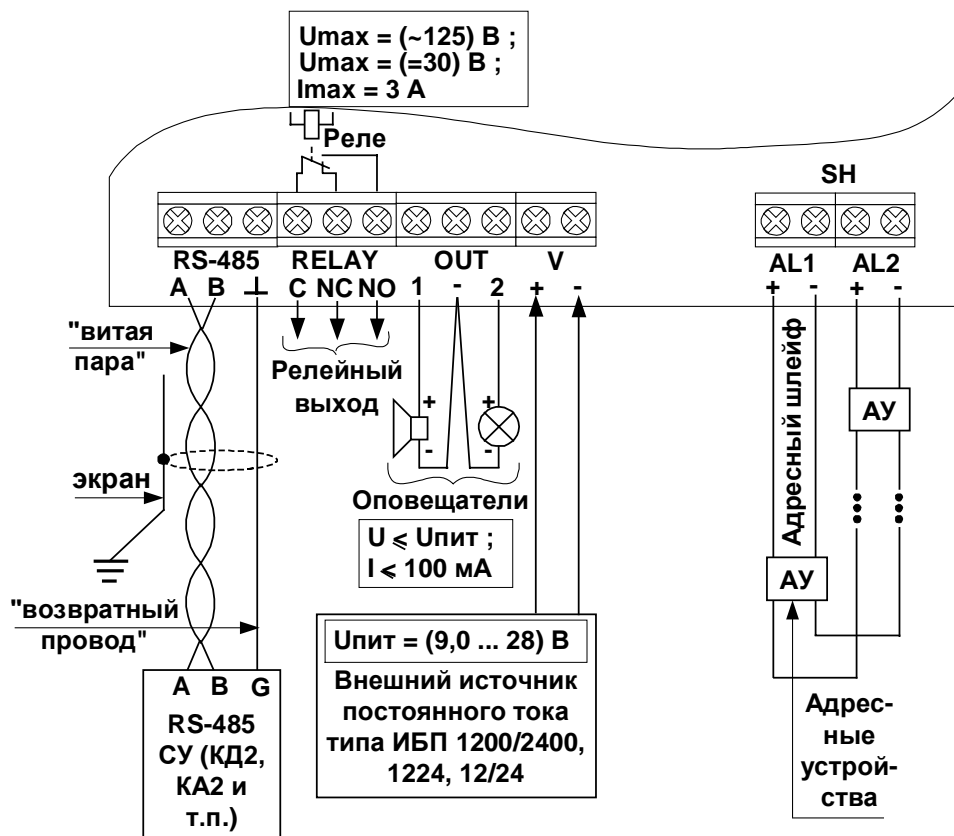 Umax = (~125) В ;
Umax = (=30) В ;
Imax = 3 А
Реле
SH
RS-485 RELAY OUT V
AL1 AL2
A B ⊥ C NC NO 1 - 2 + -
+ - + -
"витая
пара"
Релейный
выход
+
-
+
-
экран
Оповещатели
U ⩽ Uпит ;
I < 100 мА
Адресный шлейф
АУ
АУ
"возвратный
провод"
Uпит = (9,0 ... 28) В
Внешний источник
постоянного тока
типа ИБП 1200/2400,
1224, 12/24
A B G
RS-485
СУ (КД2,
КА2 и
т.п.)
Адрес-
ные
устрой-
ства